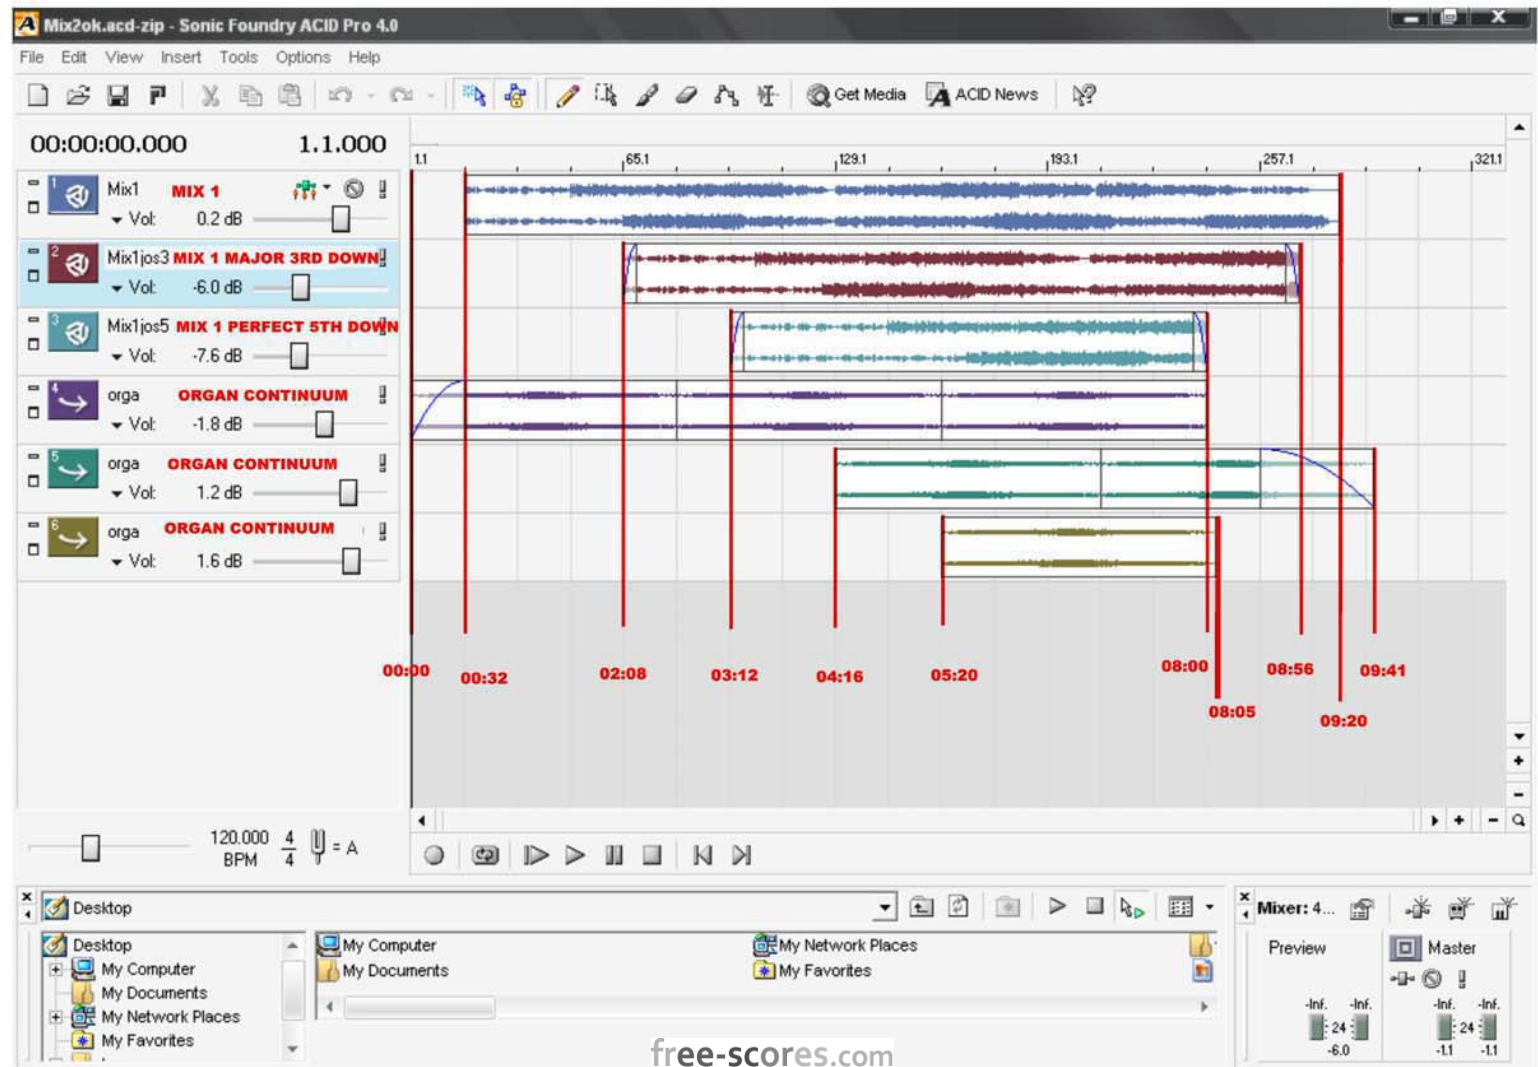 Mix2ok.acd-zip - Sonic Foundry ACID Pro 4.0
File Edit View Insert Tools Options Help
Get Media ACID News
00:00:00.000 1.1.000
1.1 65.1 129.1 193.1 257.1 321.1
1 Mix1 MIX 1
Vol: 0.2 dB
2 Mix1jos3 MIX 1 MAJOR 3RD DOWN
Vol: -6.0 dB
3 Mix1jos5 MIX 1 PERFECT 5TH DOWN
Vol: -7.6 dB
4 orga ORGAN CONTINUUM
Vol: -1.8 dB
5 orga ORGAN CONTINUUM
Vol: 1.2 dB
6 orga ORGAN CONTINUUM
Vol: 1.6 dB
00:00 00:32 02:08 03:12 04:16 05:20 08:00 08:56 09:41
08:05 09:20
120.000 4
BPM 4 = A
Desktop
Mixer: 4...
Desktop
My Computer
My Documents
My Network Places
My Favorites
My Computer My Network Places
My Documents My Favorites
Preview Master
-Inf. -Inf. -Inf. -Inf.
24 24
-6.0 -1.1 -1.1
free-scores.com